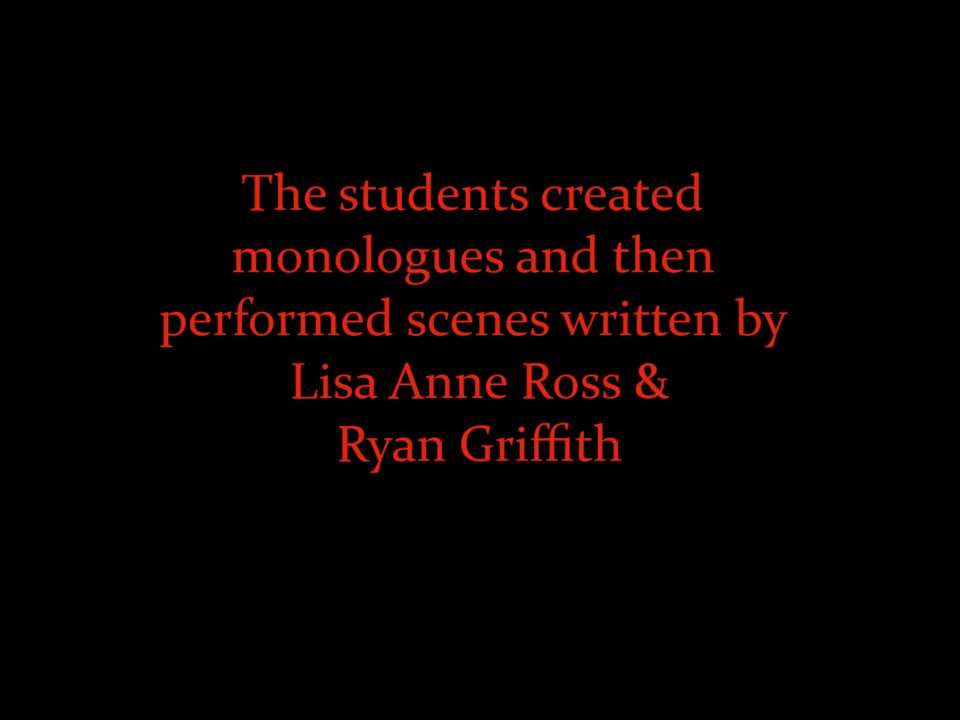 The students created
monologues and then
performed scenes written by
Lisa Anne Ross &
Ryan Griffith